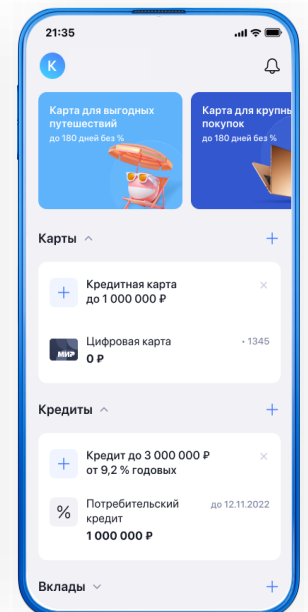 21:35
К
Карта для выгодных
путешествий
до 180 дней без %
Карта для крупны
покупок
до 180 дней без %
Карты
Кредитная карта
до 1 000 000 ₽
МИР
Цифровая карта
• 1345
0 ₽
Кредиты
Кредит до 3 000 000 ₽
от 9,2 % годовых
%
Потребительский
кредит
до 12.11.2022
1 000 000 ₽
Вклады